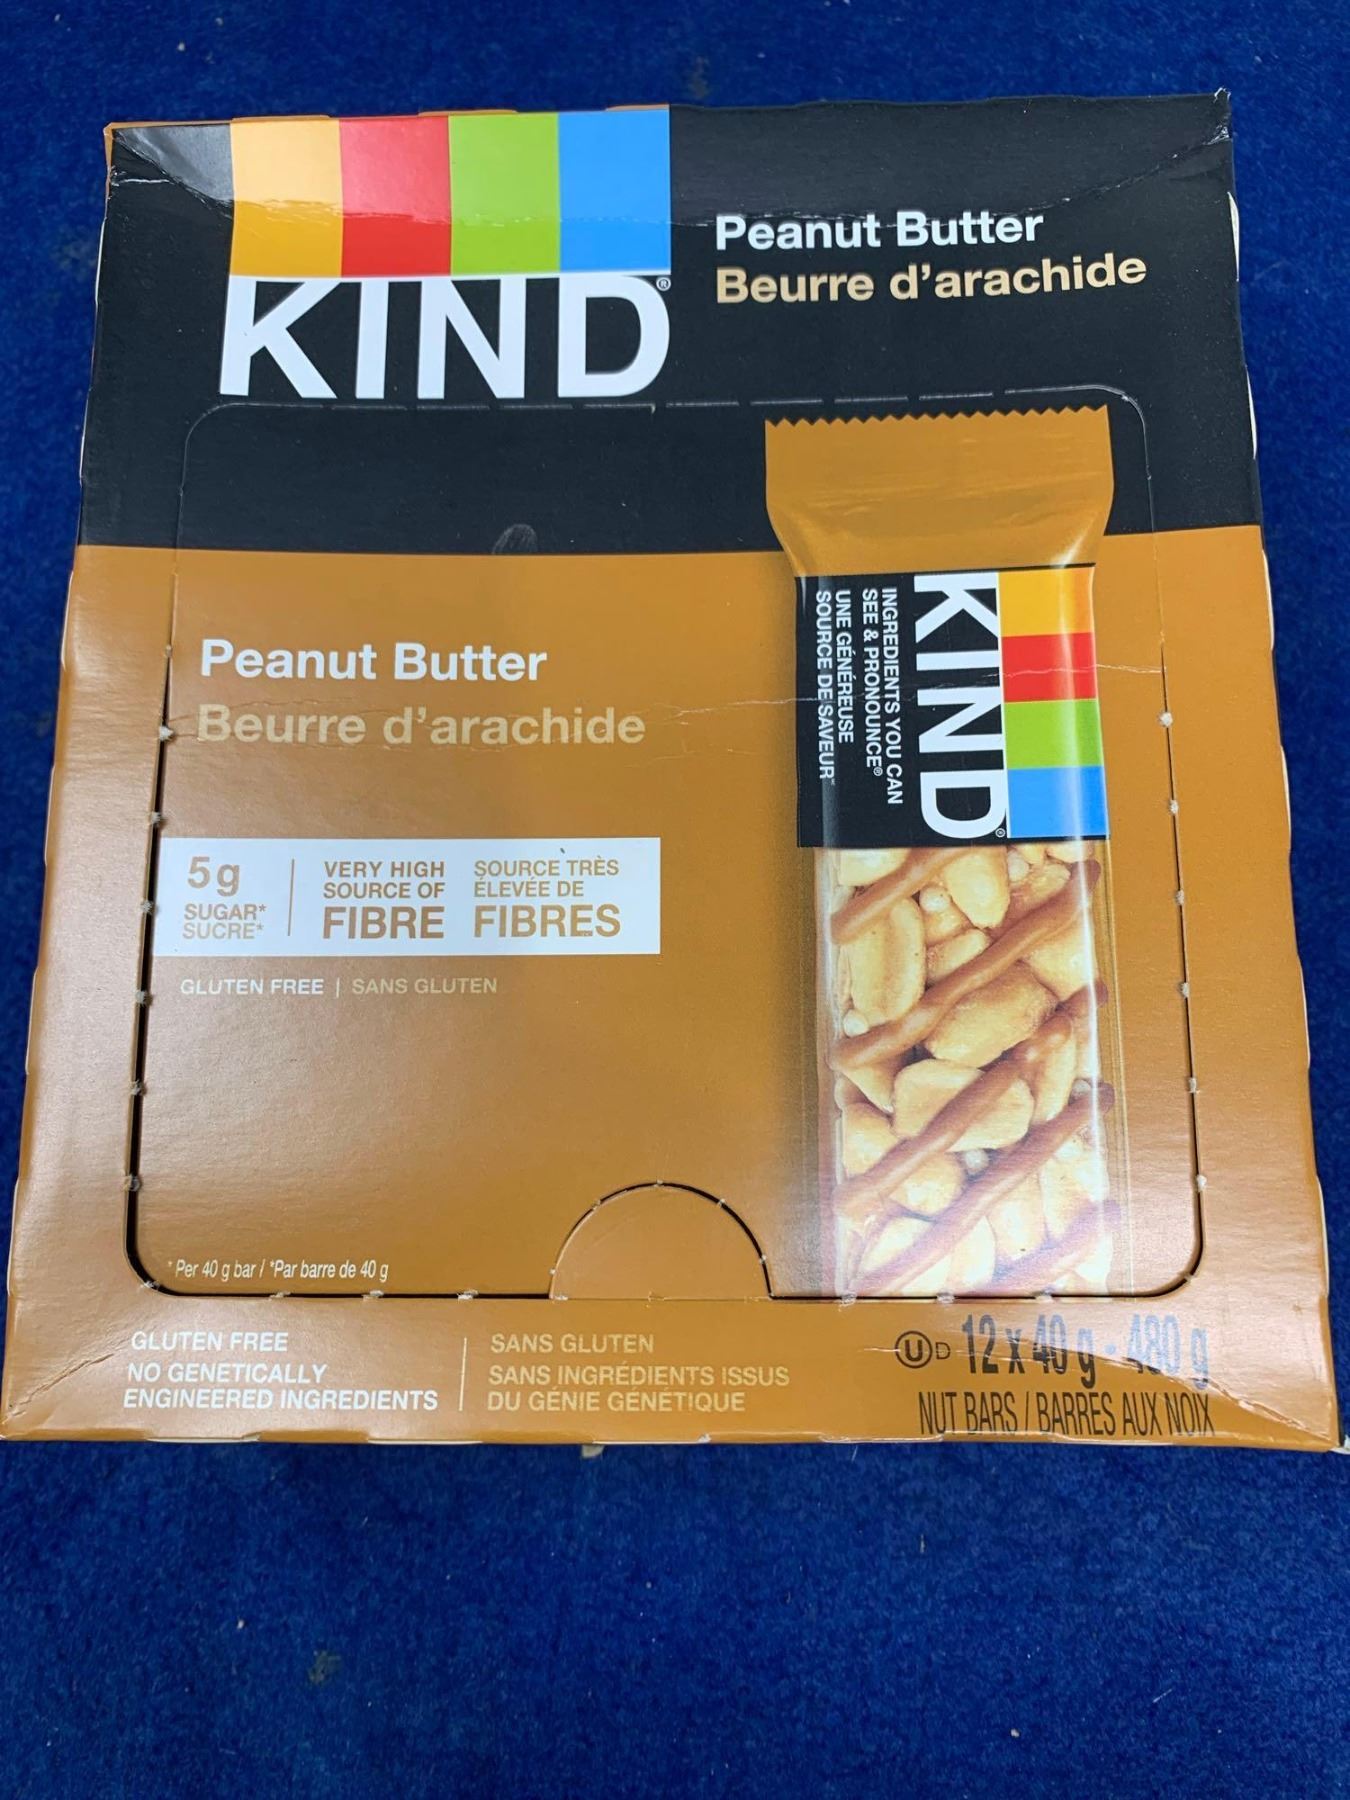 KIND®
Peanut Butter
Beurre d'arachide
KIND®
INGREDIENTS YOU CAN
SEE & PRONOUNCE®
UNE GÉNÉREUSE
SOURCE DE SAVEUR
Peanut Butter
Beurre d'arachide
5 g
SUGAR*
SUCRE*
VERY HIGH
SOURCE OF
FIBRE
SOURCE TRÈS
ÉLEVÉE DE
FIBRES
GLUTEN FREE | SANS GLUTEN
* Per 40 g bar / *Par barre de 40 g
GLUTEN FREE
NO GENETICALLY
ENGINEERED INGREDIENTS
SANS GLUTEN
SANS INGRÉDIENTS ISSUS
DU GÉNIE GÉNÉTIQUE
U D 12 x 40 g - 480 g
NUT BARS / BARRES AUX NOIX